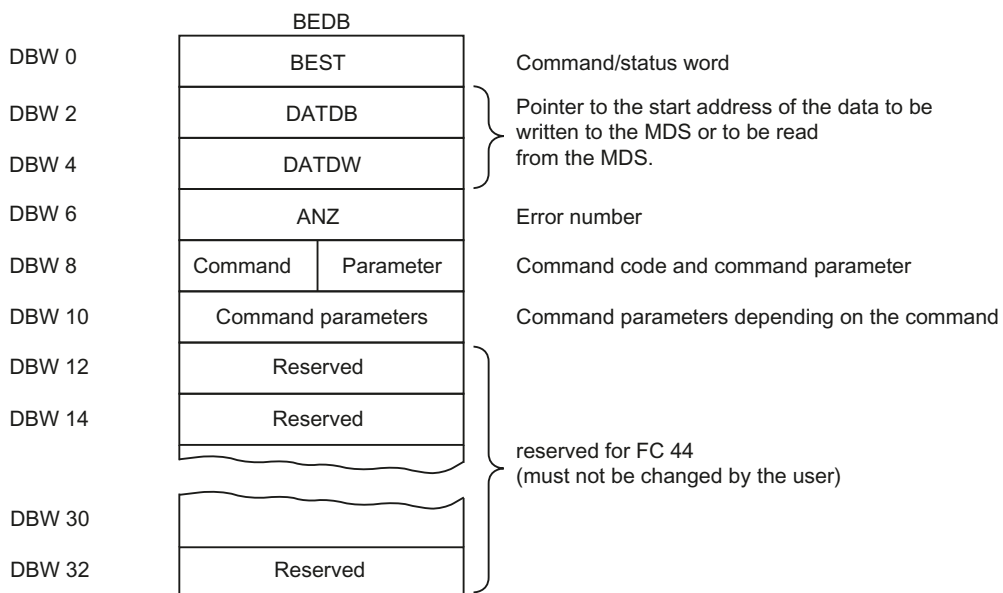 BEDB
DBW 0 BEST Command/status word
DBW 2 DATDB Pointer to the start address of the data to be
written to the MDS or to be read
DBW 4 DATDW from the MDS.
DBW 6 ANZ Error number
DBW 8 Command Parameter Command code and command parameter
DBW 10 Command parameters Command parameters depending on the command
DBW 12 Reserved
DBW 14 Reserved
reserved for FC 44
(must not be changed by the user)
DBW 30
DBW 32 Reserved